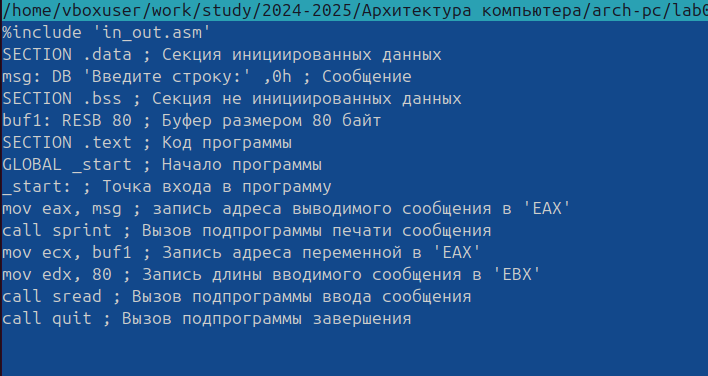 /home/vboxuser/work/study/2024-2025/Архитектура компьютера/arch-pc/lab0
%include 'in_out.asm'
SECTION .data ; Секция инициированных данных
msg: DB 'Введите строку:' ,0h ; Сообщение
SECTION .bss ; Секция не инициированных данных
buf1: RESB 80 ; Буфер размером 80 байт
SECTION .text ; Код программы
GLOBAL _start ; Начало программы
_start: ; Точка входа в программу
mov eax, msg ; запись адреса выводимого сообщения в 'EAX'
call sprint ; Вызов подпрограммы печати сообщения
mov ecx, buf1 ; Запись адреса переменной в 'EAX'
mov edx, 80 ; Запись длины вводимого сообщения в 'EBX'
call sread ; Вызов подпрограммы ввода сообщения
call quit ; Вызов подпрограммы завершения